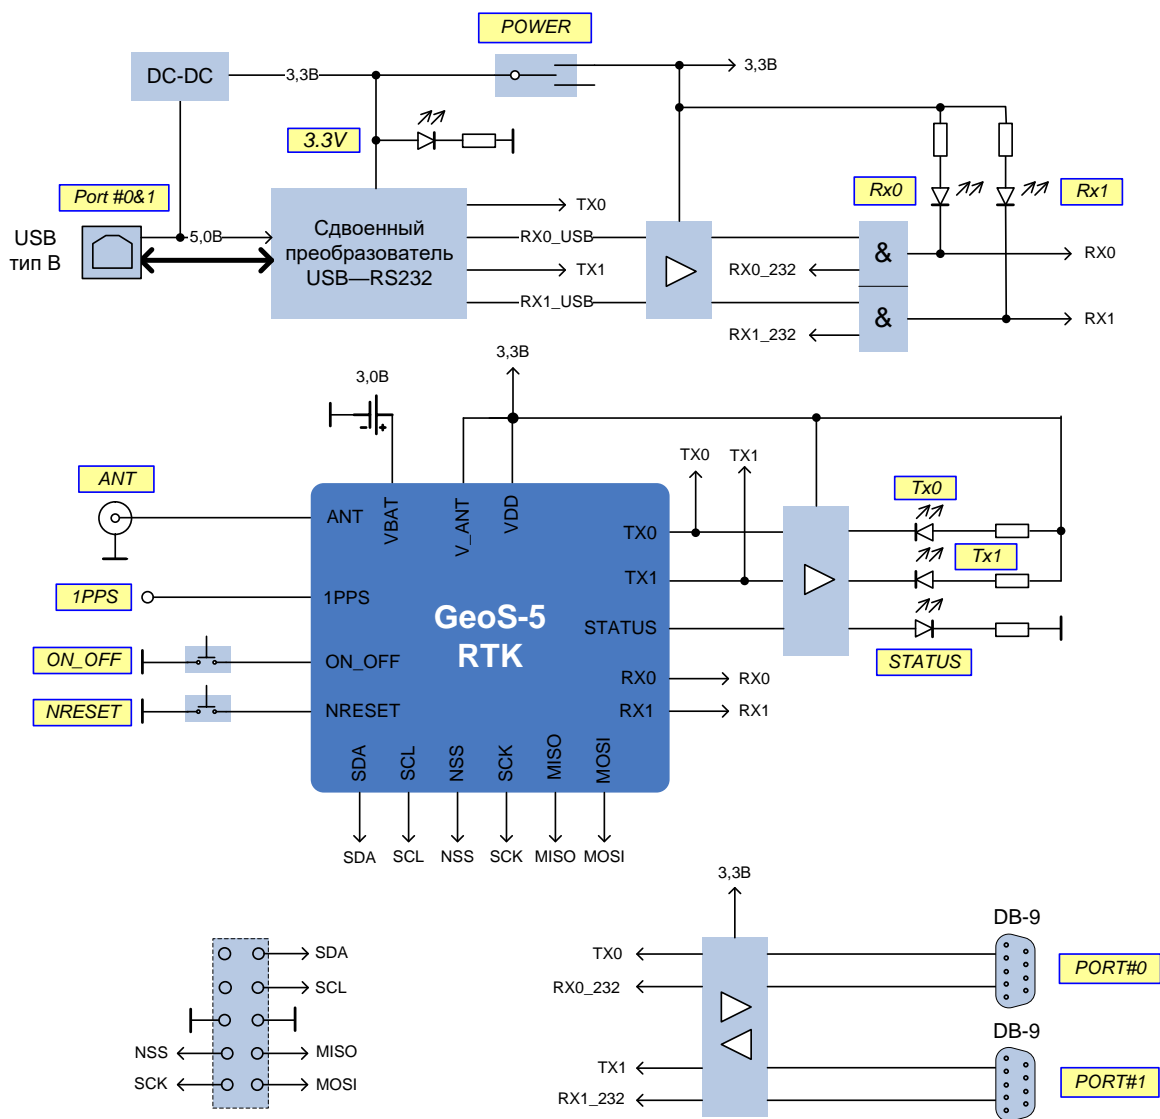 POWER
DC-DC
3,3В
3,3В
3.3V
Port #0&1
Rx0
Rx1
USB
тип В
5,0В
Сдвоенный
преобразователь
USB—RS232
TX0
RX0_USB
TX1
RX1_USB
RX0_232
RX1_232
&
&
RX0
RX1
3,3В
3,0В
ANT
ANT
VBAT
V_ANT
VDD
TX0
TX1
Tx0
TX0
Tx1
TX1
1PPS
1PPS
GeoS-5
RTK
STATUS
STATUS
ON_OFF
ON_OFF
RX0
RX0
NRESET
NRESET
RX1
RX1
SDA
SCL
NSS
SCK
MISO
MOSI
SDA
SCL
NSS
SCK
MISO
MOSI
3,3В
DB-9
SDA
TX0
PORT#0
SCL
RX0_232
DB-9
NSS
MISO
TX1
PORT#1
SCK
MOSI
RX1_232